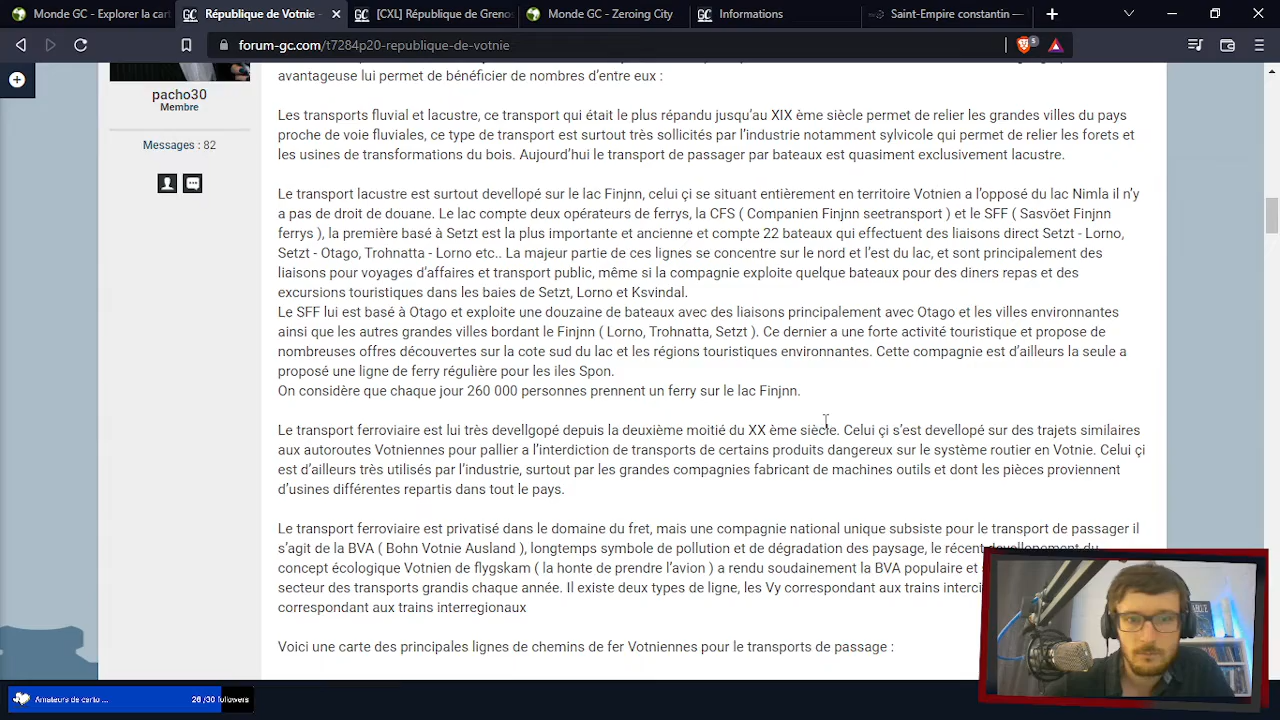 Monde GC - Explorer la cart
République de Votnie -
[CXL] République de Greno
Monde GC - Zeroing City
Informations
Saint-Empire constantin —
forum-gc.com/t7284p20-republique-de-votnie
avantageuse lui permet de bénéficier de nombres d'entre eux :
pacho30
Membre
Messages : 82
Les transports fluvial et lacustre, ce transport qui était le plus répandu jusqu'au XIX ème siècle permet de relier les grandes villes du pays
proche de voie fluviales, ce type de transport est surtout très sollicités par l'industrie notamment sylvicole qui permet de relier les forets et
les usines de transformations du bois. Aujourd'hui le transport de passager par bateaux est quasiment exclusivement lacustre.
Le transport lacustre est surtout devellopé sur le lac Finjnn, celui çi se situant entièrement en territoire Votnien a l'opposé du lac Nimla il n'y
a pas de droit de douane. Le lac compte deux opérateurs de ferrys, la CFS ( Companien Finjnn seetransport ) et le SFF ( Sasvöet Finjnn
ferrys ), la première basé à Setzt est la plus importante et ancienne et compte 22 bateaux qui effectuent des liaisons direct Setzt - Lorno,
Setzt - Otago, Trohnatta - Lorno etc.. La majeur partie de ces lignes se concentre sur le nord et l'est du lac, et sont principalement des
liaisons pour voyages d'affaires et transport public, même si la compagnie exploite quelque bateaux pour des diners repas et des
excursions touristiques dans les baies de Setzt, Lorno et Ksvindal.
Le SFF lui est basé à Otago et exploite une douzaine de bateaux avec des liaisons principalement avec Otago et les villes environnantes
ainsi que les autres grandes villes bordant le Finjnn ( Lorno, Trohnatta, Setzt ). Ce dernier a une forte activité touristique et propose de
nombreuses offres découvertes sur la cote sud du lac et les régions touristiques environnantes. Cette compagnie est d'ailleurs la seule a
proposé une ligne de ferry régulière pour les iles Spon.
On considère que chaque jour 260 000 personnes prennent un ferry sur le lac Finjnn.
Le transport ferroviaire est lui très devellgopé depuis la deuxième moitié du XX ème siècle. Celui çi s'est devellopé sur des trajets similaires
aux autoroutes Votniennes pour pallier a l'interdiction de transports de certains produits dangereux sur le système routier en Votnie. Celui çi
est d'ailleurs très utilisés par l'industrie, surtout par les grandes compagnies fabricant de machines outils et dont les pièces proviennent
d'usines différentes repartis dans tout le pays.
Le transport ferroviaire est privatisé dans le domaine du fret, mais une compagnie national unique subsiste pour le transport de passager il
s'agit de la BVA ( Bohn Votnie Ausland ), longtemps symbole de pollution et de dégradation des paysage, le récent devellopement du
concept écologique Votnien de flygskam ( la honte de prendre l'avion ) a rendu soudainement la BVA populaire et
secteur des transports grandis chaque année. Il existe deux types de ligne, les Vy correspondant aux trains interci
correspondant aux trains interregionaux
Voici une carte des principales lignes de chemins de fer Votniennes pour le transports de passage :
Amateurs de carto ... 26 /30 followers